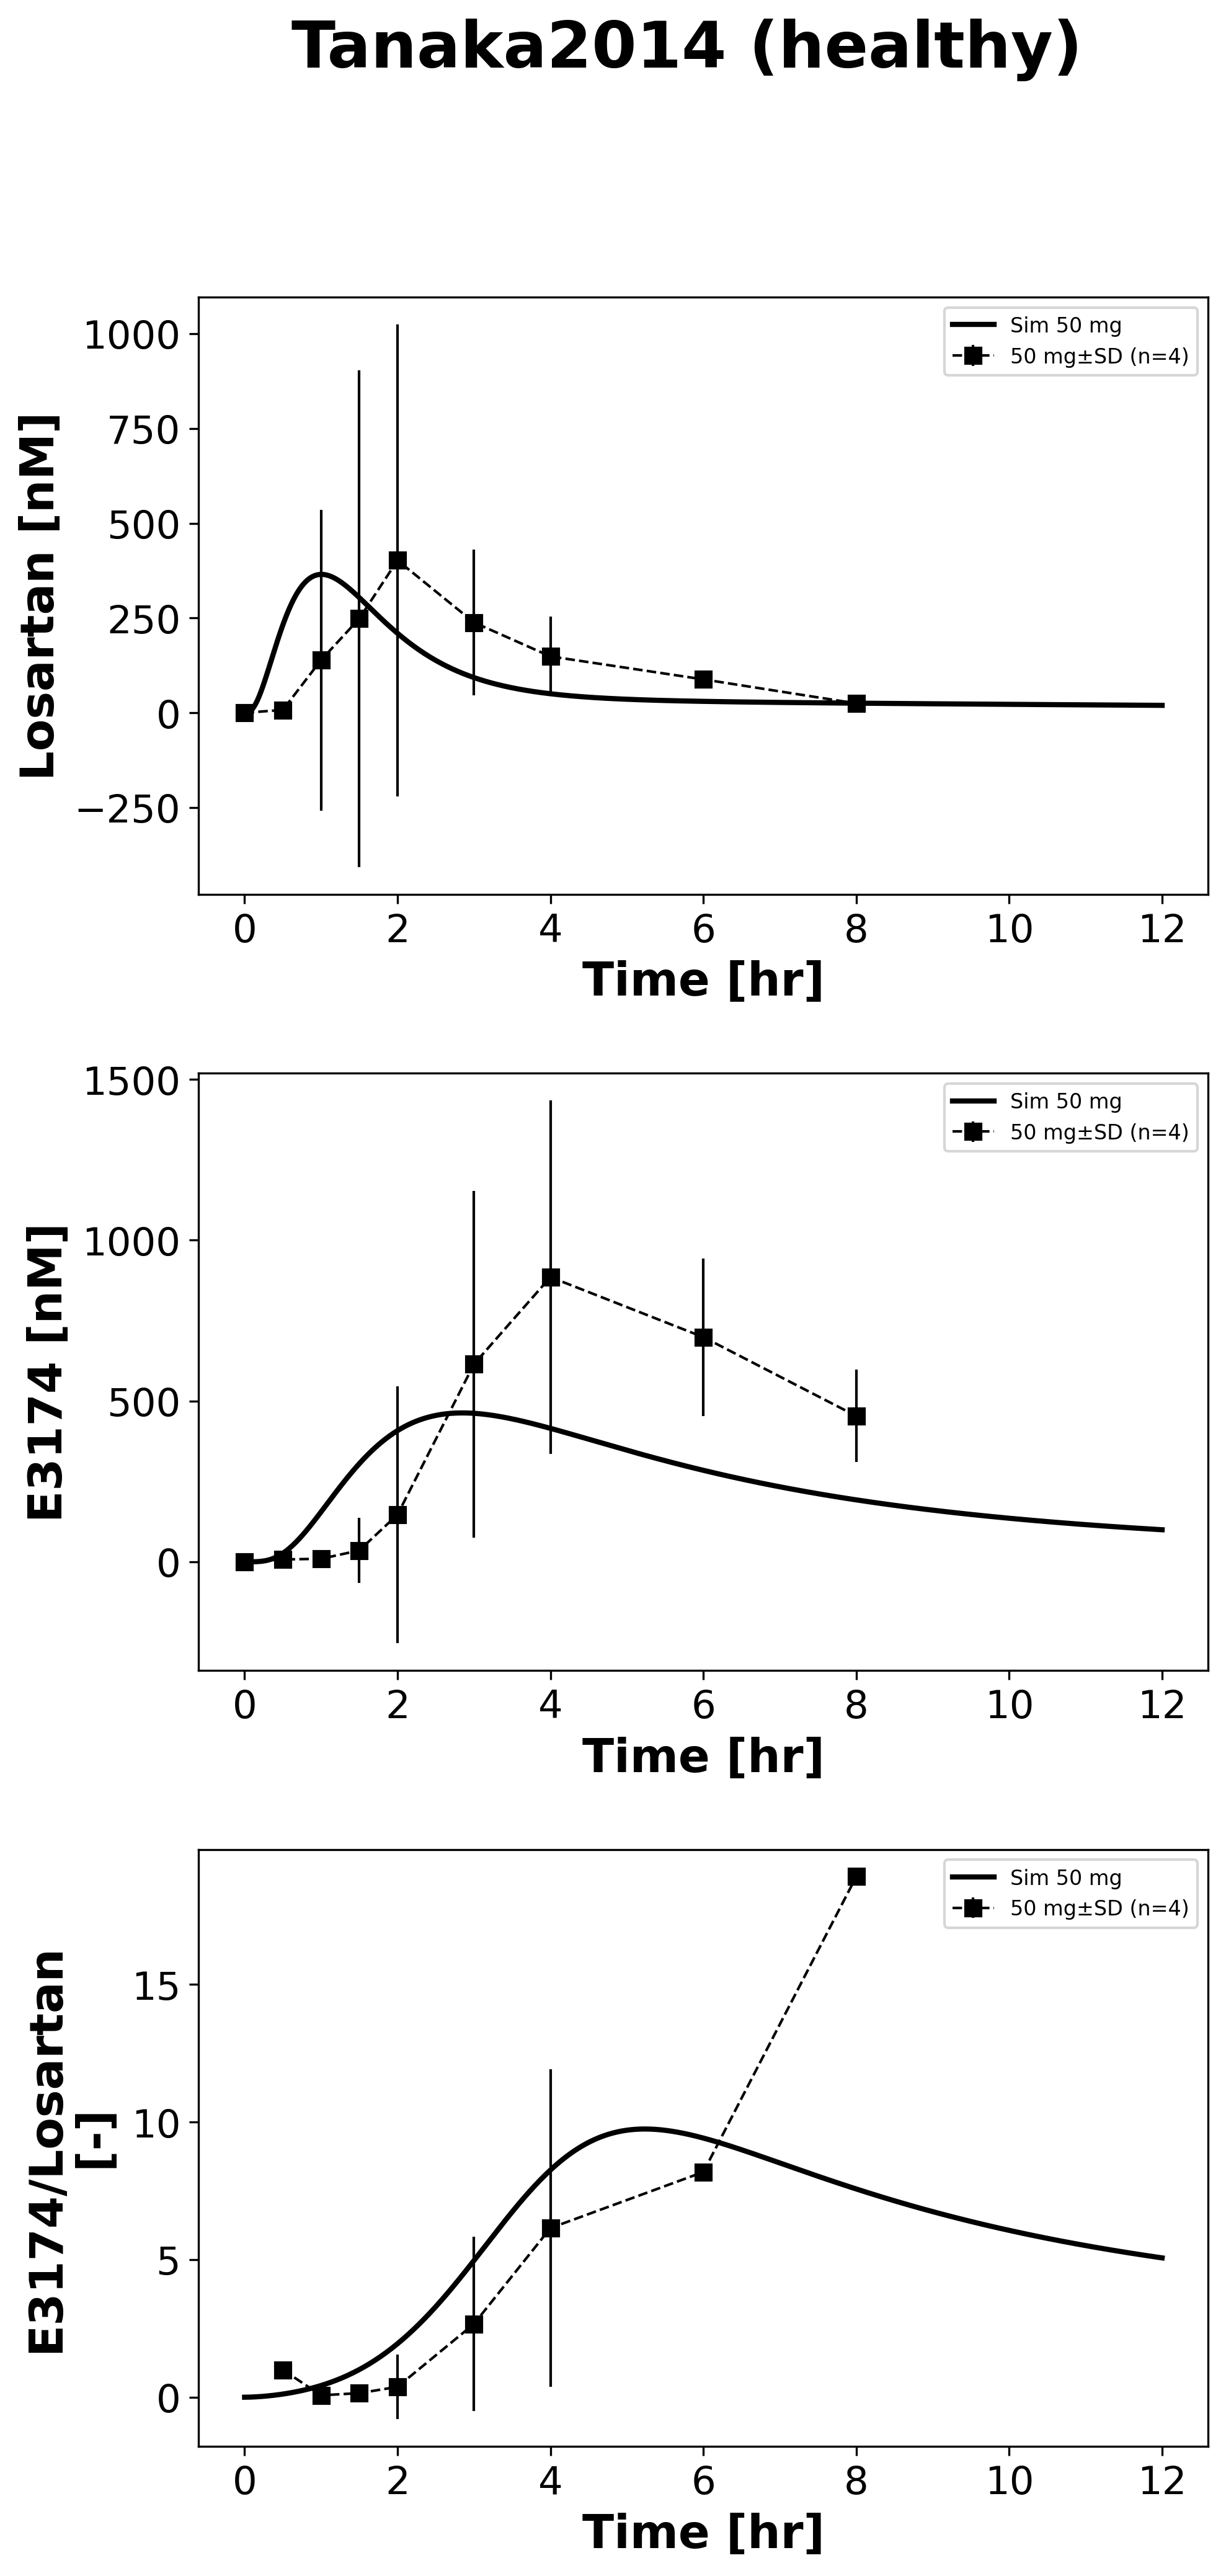 Tanaka2014 (healthy)
Losartan [nM]
1000
750
500
250
0
−250
Sim 50 mg
50 mg±SD (n=4)
0 2 4 6 8 10 12
Time [hr]
E3174 [nM]
1500
1000
500
0
Sim 50 mg
50 mg±SD (n=4)
0 2 4 6 8 10 12
Time [hr]
E3174/Losartan
[-]
15
10
5
0
Sim 50 mg
50 mg±SD (n=4)
0 2 4 6 8 10 12
Time [hr]